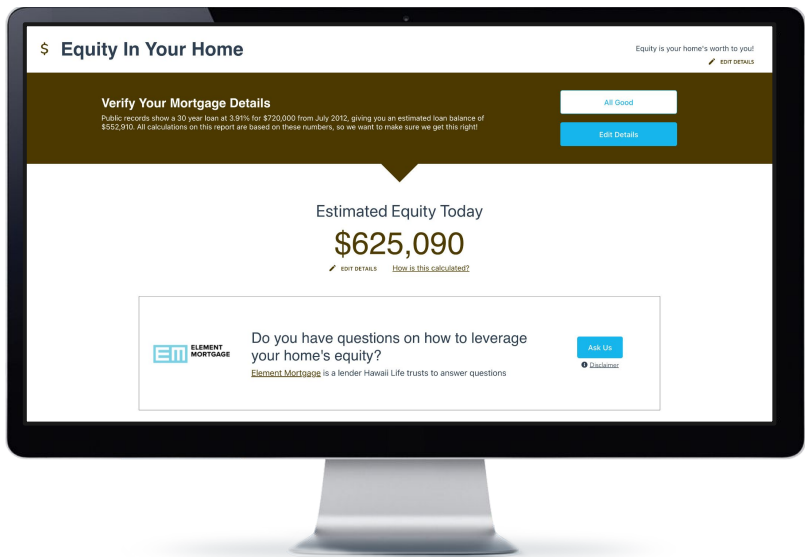 $ Equity In Your Home
Equity is your home's worth to you!
EDIT DETAILS
Verify Your Mortgage Details
Public records show a 30 year loan at 3.91% for $720,000 from July 2012, giving you an estimated loan balance of
$552,910. All calculations on this report are based on these numbers, so we want to make sure we get this right!
All Good
Edit Details
Estimated Equity Today
$625,090
EDIT DETAILS How is this calculated?
EM ELEMENT
MORTGAGE
Do you have questions on how to leverage
your home's equity?
Element Mortgage is a lender Hawaii Life trusts to answer questions
Ask Us
Disclaimer